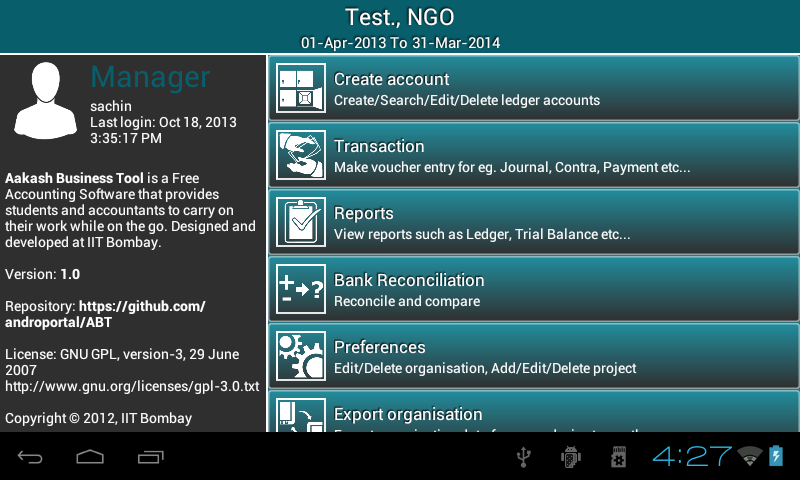 Test., NGO
01-Apr-2013 To 31-Mar-2014
Manager
sachin
Last login: Oct 18, 2013
3:35:17 PM
Aakash Business Tool is a Free
Accounting Software that provides
students and accountants to carry on
their work while on the go. Designed and
developed at IIT Bombay.
Version: 1.0
Repository: https://github.com/
androportal/ABT
License: GNU GPL, version-3, 29 June
2007
http://www.gnu.org/licenses/gpl-3.0.txt
Copyright © 2012, IIT Bombay
Create account
Create/Search/Edit/Delete ledger accounts
Transaction
Make voucher entry for eg. Journal, Contra, Payment etc...
Reports
View reports such as Ledger, Trial Balance etc...
Bank Reconciliation
Reconcile and compare
Preferences
Edit/Delete organisation, Add/Edit/Delete project
Export organisation
4:27